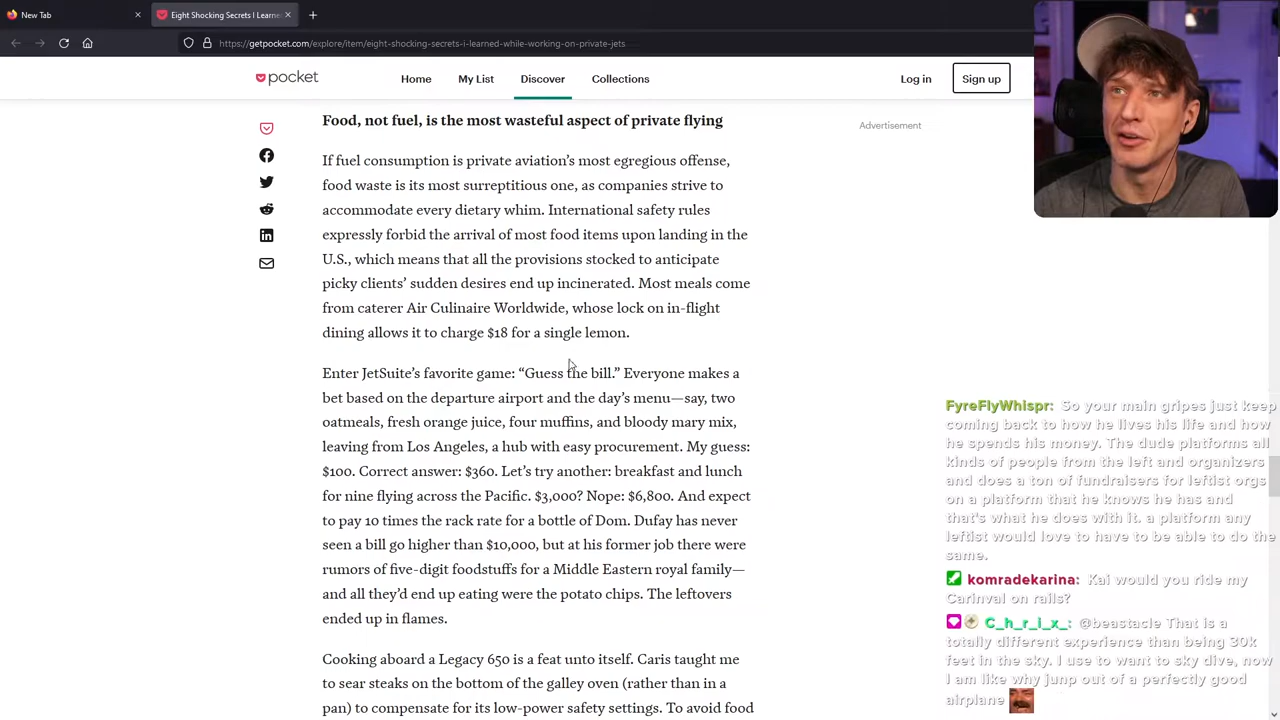 New Tab
Eight Shocking Secrets I Learned
https://getpocket.com/explore/item/eight-shocking-secrets-i-learned-while-working-on-private-jets
pocket
Home
My List
Discover
Collections
Log in
Sign up
Food, not fuel, is the most wasteful aspect of private flying
If fuel consumption is private aviation’s most egregious offense,
food waste is its most surreptitious one, as companies strive to
accommodate every dietary whim. International safety rules
expressly forbid the arrival of most food items upon landing in the
U.S., which means that all the provisions stocked to anticipate
picky clients’ sudden desires end up incinerated. Most meals come
from caterer Air Culinaire Worldwide, whose lock on in-flight
dining allows it to charge $18 for a single lemon.
Enter JetSuite’s favorite game: “Guess the bill.” Everyone makes a
bet based on the departure airport and the day’s menu—say, two
oatmeals, fresh orange juice, four muffins, and bloody mary mix,
leaving from Los Angeles, a hub with easy procurement. My guess:
$100. Correct answer: $360. Let’s try another: breakfast and lunch
for nine flying across the Pacific. $3,000? Nope: $6,800. And expect
to pay 10 times the rack rate for a bottle of Dom. Dufay has never
seen a bill go higher than $10,000, but at his former job there were
rumors of five-digit foodstuffs for a Middle Eastern royal family—
and all they’d end up eating were the potato chips. The leftovers
ended up in flames.
Cooking aboard a Legacy 650 is a feat unto itself. Caris taught me
to sear steaks on the bottom of the galley oven (rather than in a
pan) to compensate for its low-power safety settings. To avoid food
Advertisement
FyreFlyWhispr: So your main gripes just keep
coming back to how he lives his life and how
he spends his money. The dude platforms all
kinds of people from the left and organizers
and does a ton of fundraisers for leftist orgs
on a platform that he knows he has and
that's what he does with it. a platform any
leftist would love to have to be able to do the
same.
komradekarina: Kai would you ride my
Carinval on rails?
C_h_r_i_x_: @beastacle That is a
totally different experience than being 30k
feet in the sky. I use to want to sky dive, now
I am like why junp out of a perfectly good
airplane